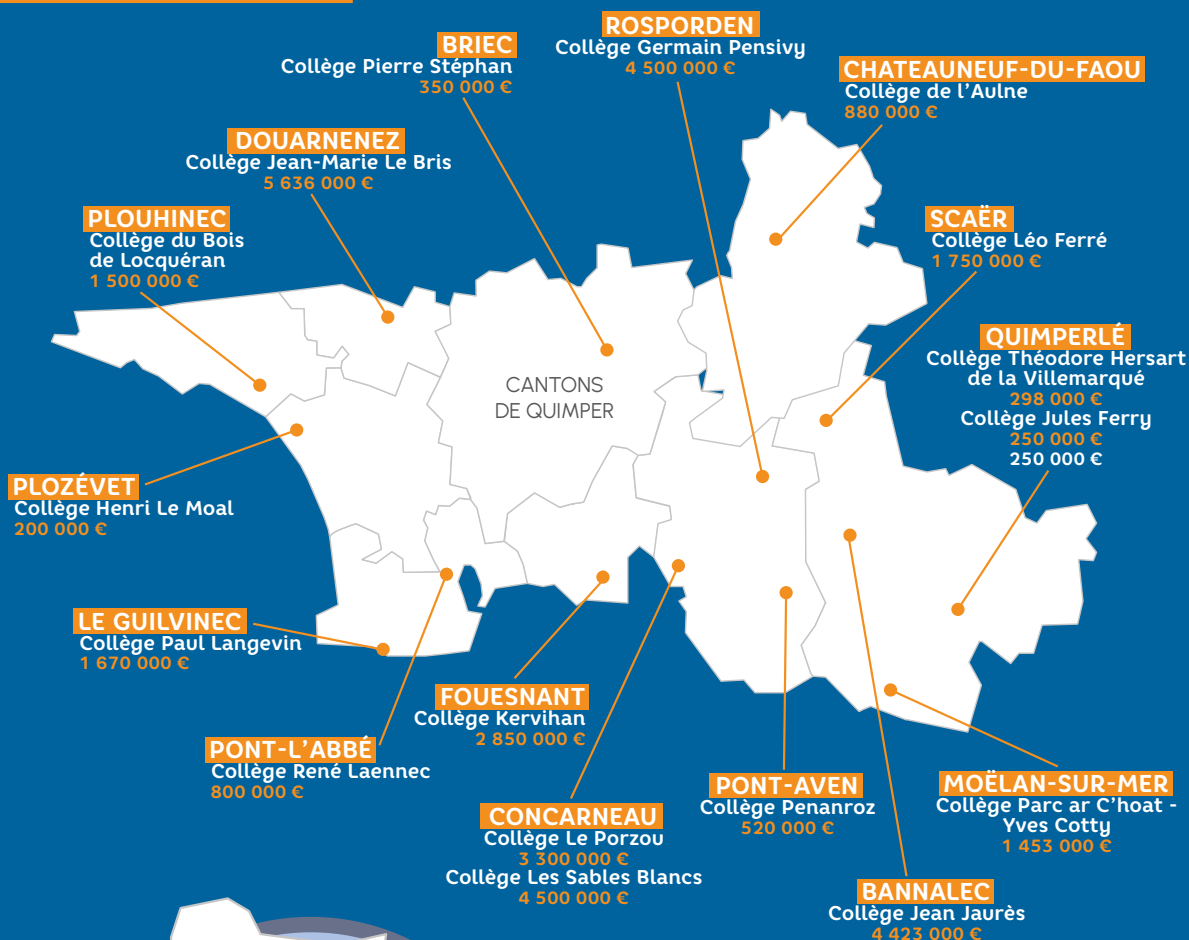 ROSPORDEN
Collège Germain Pensivy
4 500 000 €
BRIEC
Collège Pierre Stéphan
350 000 €
CHATEAUNEUF-DU-FAOU
Collège de l'Aulne
880 000 €
DOUARNENEZ
Collège Jean-Marie Le Bris
5 636 000 €
PLOUHINEC
Collège du Bois
de Locquéran
1 500 000 €
SCAËR
Collège Léo Ferré
1 750 000 €
QUIMPERLÉ
Collège Théodore Hersart
de la Villemarqué
298 000 €
Collège Jules Ferry
250 000 €
250 000 €
CANTONS
DE QUIMPER
PLOZÉVET
Collège Henri Le Moal
200 000 €
LE GUILVINEC
Collège Paul Langevin
1 670 000 €
FOUESNANT
Collège Kervihan
2 850 000 €
PONT-L'ABBÉ
Collège René Laennec
800 000 €
CONCARNEAU
Collège Le Porzou
3 300 000 €
Collège Les Sables Blancs
4 500 000 €
PONT-AVEN
Collège Penanroz
520 000 €
MOËLAN-SUR-MER
Collège Parc ar C'hoat -
Yves Cotty
1 453 000 €
BANNALEC
Collège Jean Jaurès
4 423 000 €